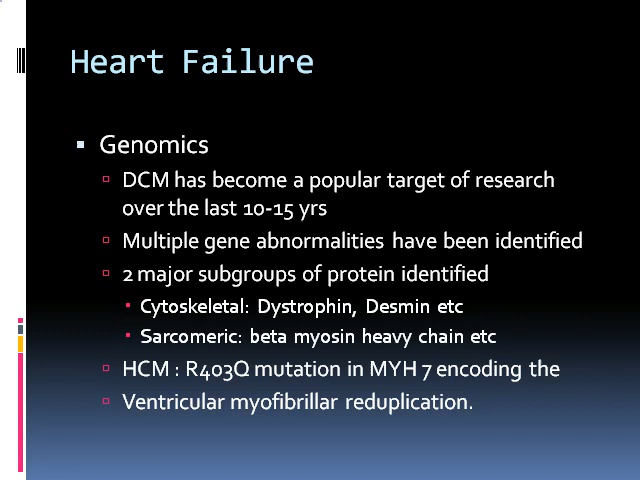 Heart Failure
Genomics
DCM has become a popular target of research
over the last 10-15 yrs
Multiple gene abnormalities have been identified
2 major subgroups of protein identified
Cytoskeletal: Dystrophin, Desmin etc
Sarcomeric: beta myosin heavy chain etc
HCM : R403Q mutation in MYH 7 encoding the
Ventricular myofibrillar reduplication.